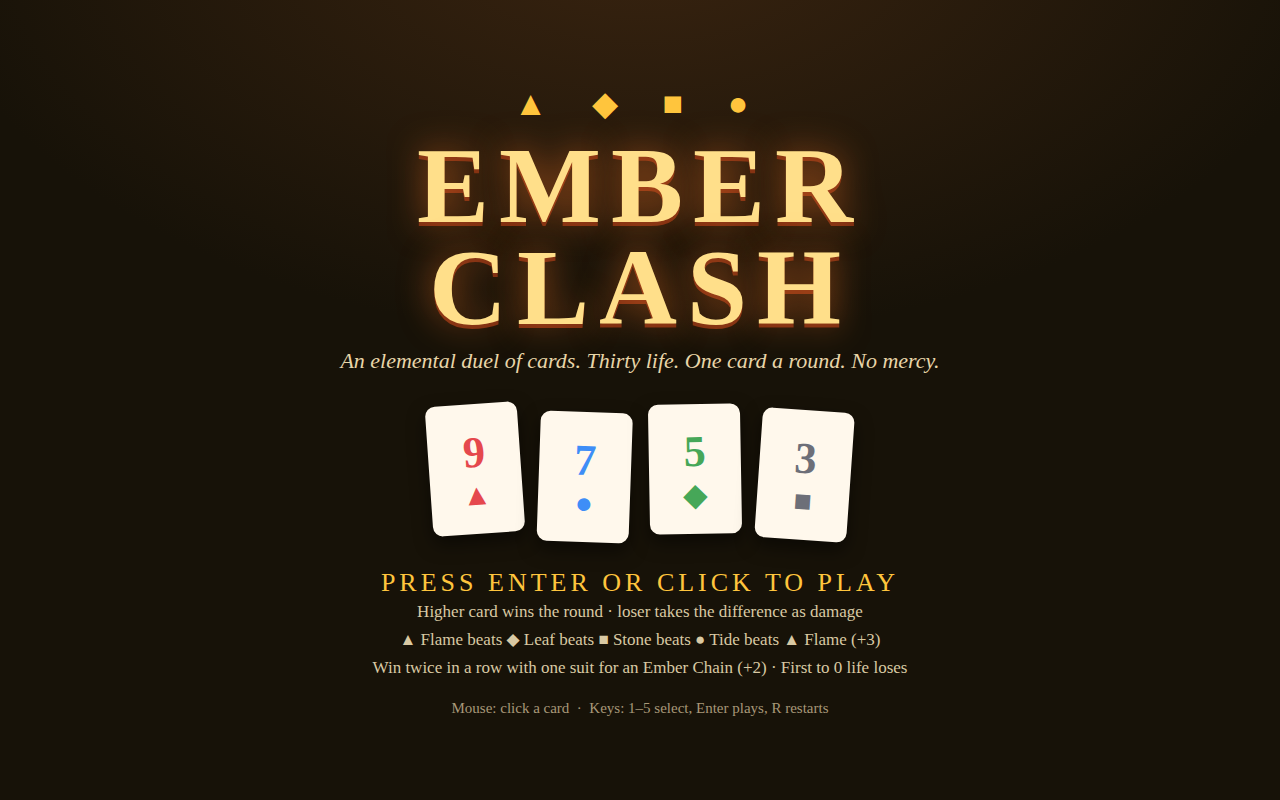 ▲ ◆ ■ ●
EMBER
CLASH
An elemental duel of cards. Thirty life. One card a round. No mercy.
9 7 5 3
▲ ● ◆ ■
PRESS ENTER OR CLICK TO PLAY
Higher card wins the round · loser takes the difference as damage
▲ Flame beats ◆ Leaf beats ■ Stone beats ● Tide beats ▲ Flame (+3)
Win twice in a row with one suit for an Ember Chain (+2) · First to 0 life loses
Mouse: click a card · Keys: 1–5 select, Enter plays, R restarts